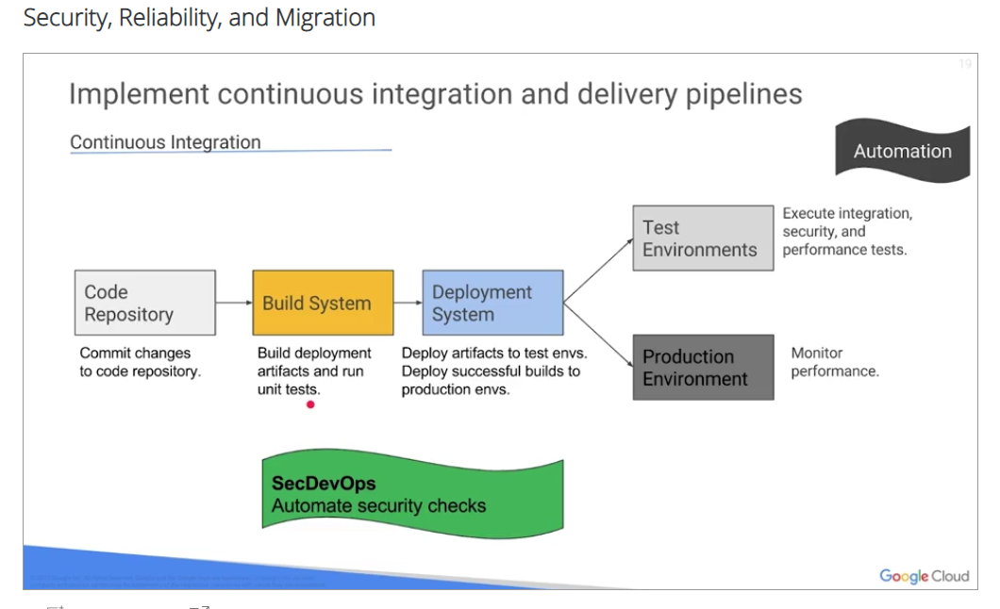 Security, Reliability, and Migration
19
Implement continuous integration and delivery pipelines
Continuous Integration
Automation
Code
Repository
Commit changes
to code repository.
Build System
Build deployment
artifacts and run
unit tests.
Deployment
System
Deploy artifacts to test envs.
Deploy successful builds to
production envs.
Test
Environments
Execute integration,
security, and
performance tests.
Production
Environment
Monitor
performance.
SecDevOps
Automate security checks
Google Cloud